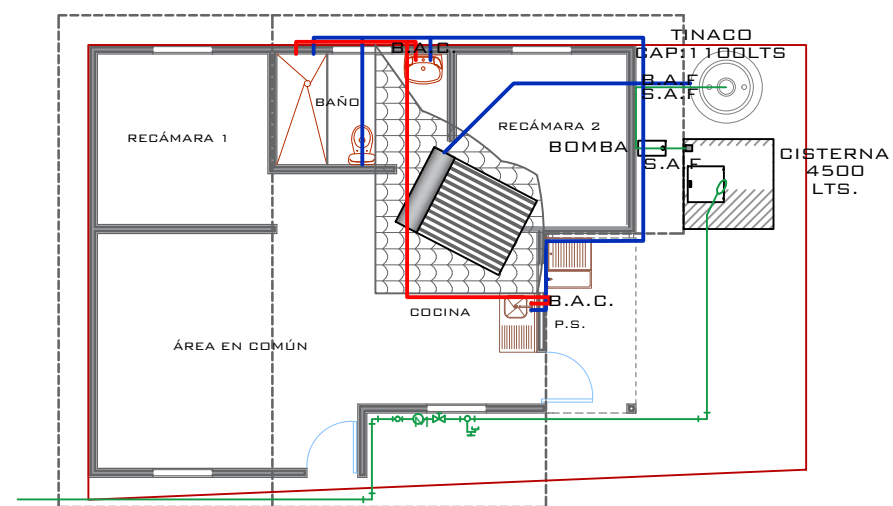 TINACO
CAP:1100LTS
B.A.C.
B.A.F
S.A.F
BAÑO
RECÁMARA 1
RECÁMARA 2
BOMBA
S.A.F
CISTERNA
4500
LTS.
B.A.C.
COCINA
P.S.
ÁREA EN COMÚN